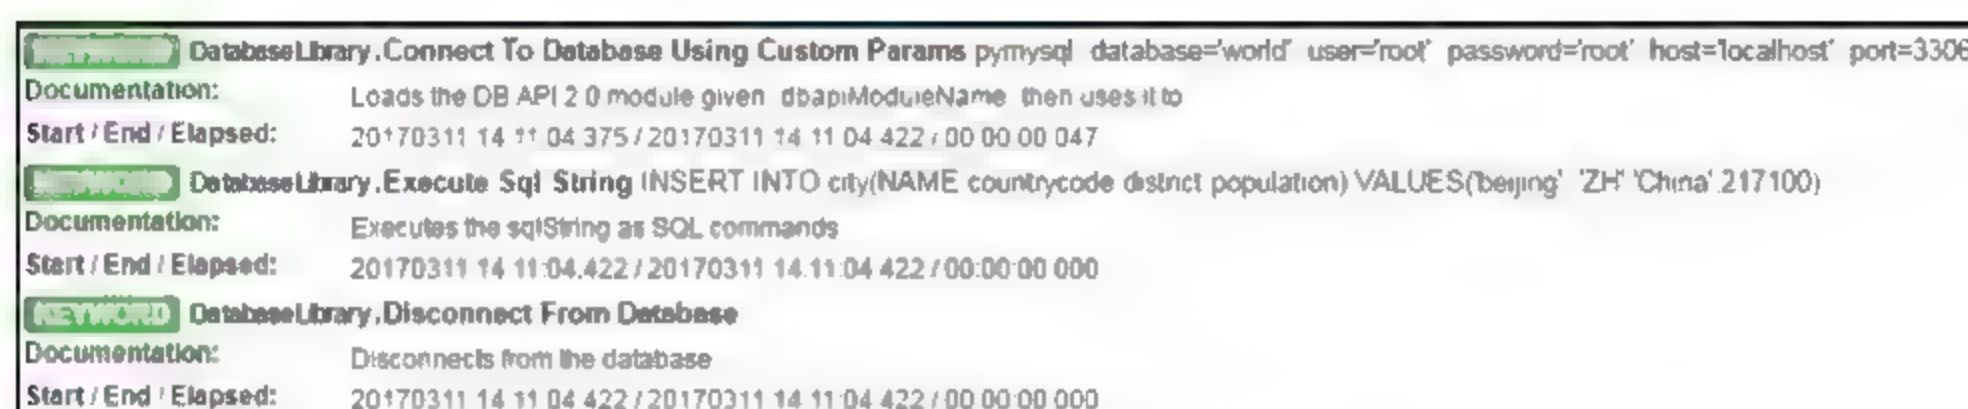 DatabaseLibrary.Connect To Database Using Custom Params pymysql database='world' user='root' password='root' host='localhost' port=3306
Documentation: Loads the DB API 2.0 module given dbapiModuleName then uses it to
Start / End / Elapsed: 20170311 14:11:04.375 / 20170311 14:11:04.422 / 00:00:00.047
KEYWORD DatabaseLibrary.Execute Sql String INSERT INTO city(NAME countrycode district population) VALUES('beijing' 'ZH' 'China',217100)
Documentation: Executes the sqlString as SQL commands
Start / End / Elapsed: 20170311 14:11:04.422 / 20170311 14:11:04.422 / 00:00:00.000
KEYWORD DatabaseLibrary.Disconnect From Database
Documentation: Disconnects from the database
Start / End / Elapsed: 20170311 14:11:04.422 / 20170311 14:11:04.422 / 00:00:00.000